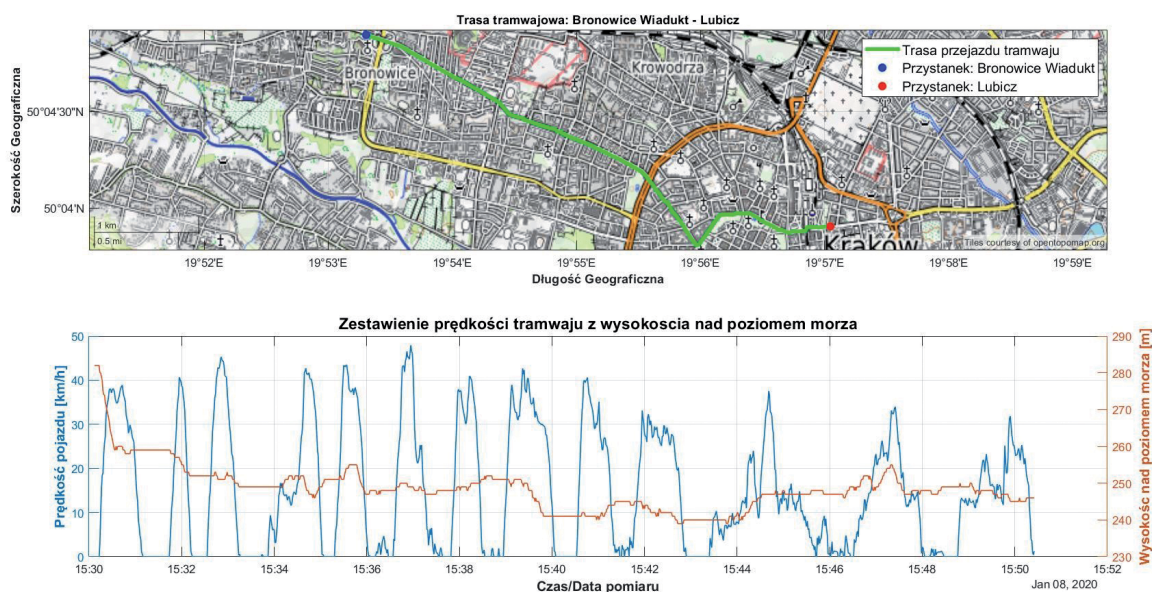 Trasa tramwajowa: Bronowice Wiadukt - Lubicz
Trasa przejazdu tramwaju
Przystanek: Bronowice Wiadukt
Przystanek: Lubicz
Bronowice
Krowodrza
Kraków
Szerokość Geograficzna
50°04'30"N
50°04'N
1 km
0.5 mi
Tiles courtesy of opentopomap.org
19°52'E 19°53'E 19°54'E 19°55'E 19°56'E 19°57'E 19°58'E 19°59'E
Długość Geograficzna
Zestawienie prędkości tramwaju z wysokoscia nad poziomem morza
Prędkość pojazdu [km/h]
50
40
30
20
10
0
Wysokość nad poziomem morza [m]
290
280
270
260
250
240
230
15:30 15:32 15:34 15:36 15:38 15:40 15:42 15:44 15:46 15:48 15:50 15:52
Czas/Data pomiaru
Jan 08, 2020